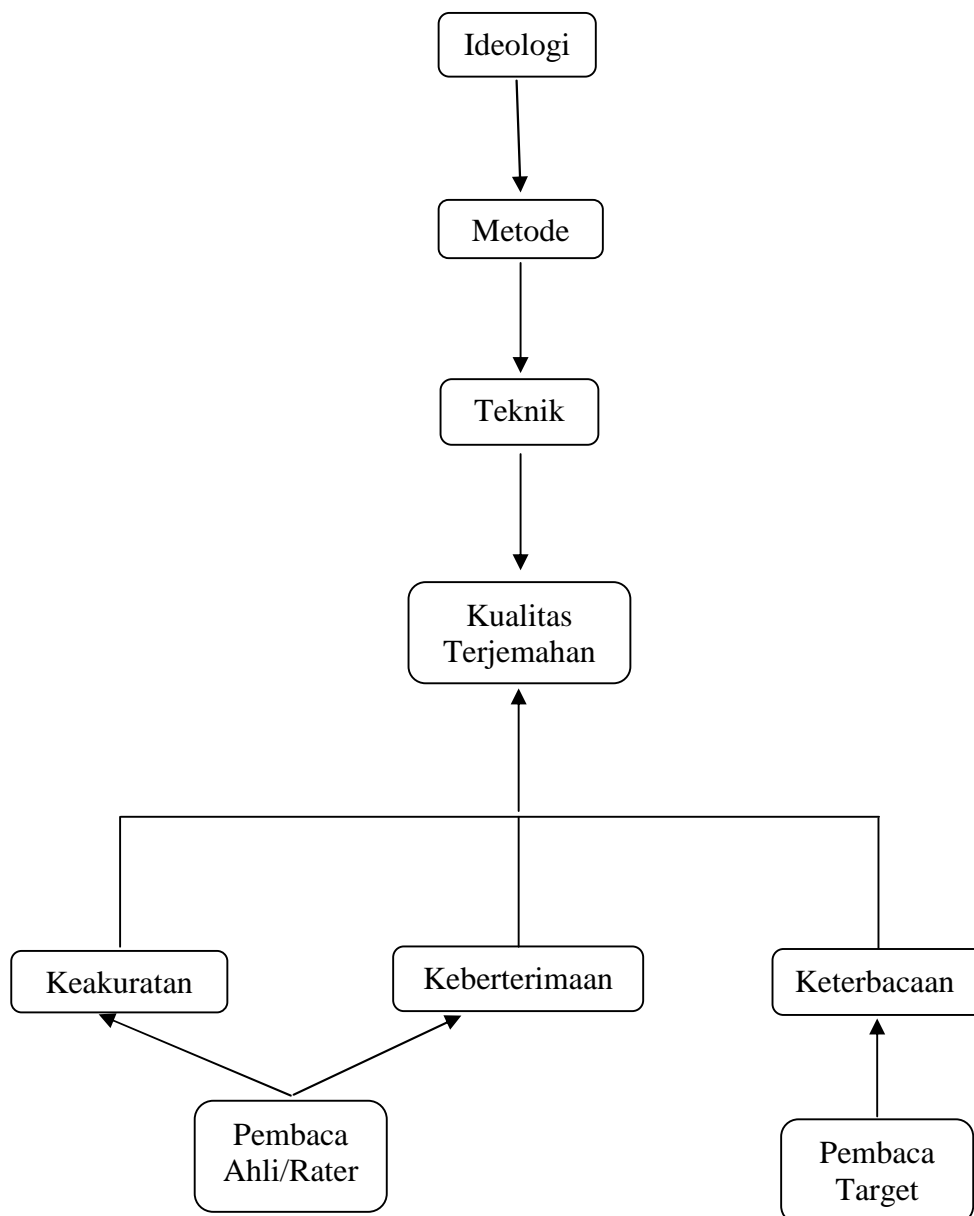 Ideologi
Metode
Teknik
Kualitas
Terjemahan
Keakuratan
Keberterimaan
Keterbacaan
Pembaca
Ahli/Rater
Pembaca
Target